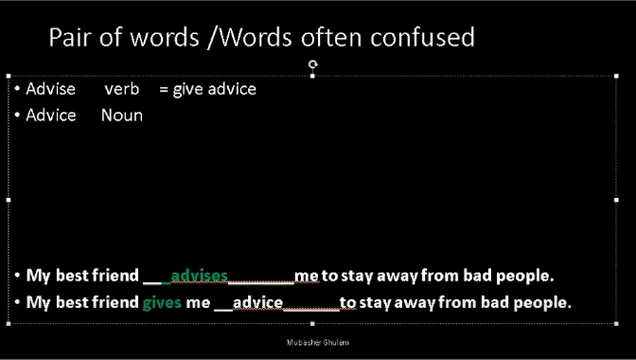 Pair of words /Words often confused
• Advise verb = give advice
• Advice Noun
• My best friend ___advises________me to stay away from bad people.
• My best friend gives me __advice______to stay away from bad people.
Mubasher Ghulam